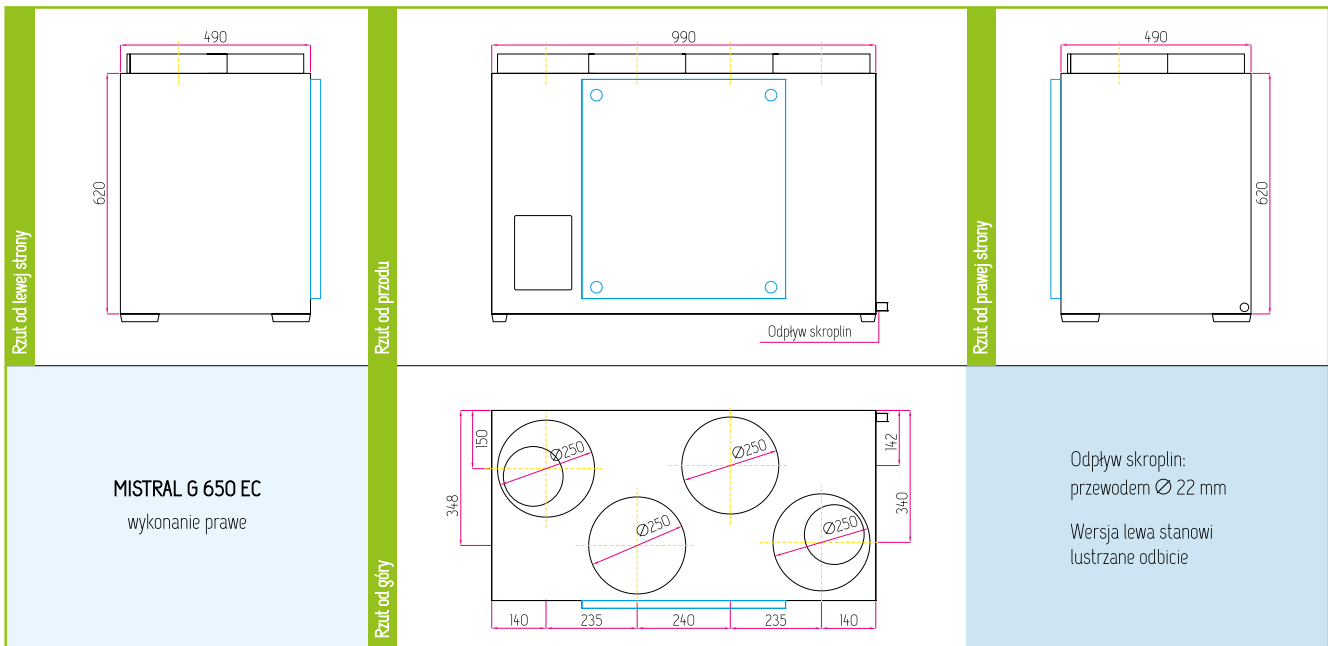 Rzut od lewej strony
490
620
Rzut od przodu
990
Odpływ skroplin
Rzut od prawej strony
490
620
MISTRAL G 650 EC
wykonanie prawe
Rzut od góry
150
348
Ø250
Ø250
Ø250
Ø250
142
340
140
235
240
235
140
Odpływ skroplin:
przewodem Ø 22 mm
Wersja lewa stanowi
lustrzane odbicie